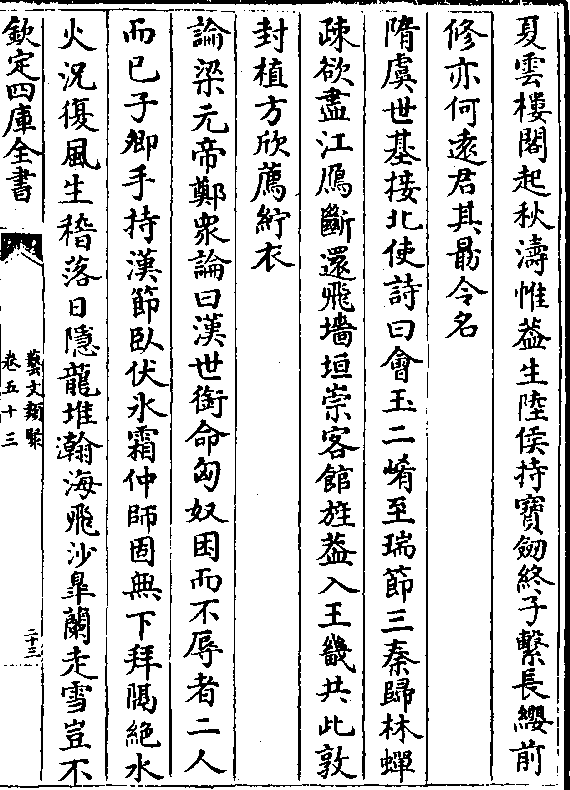 夏雲樓閣起秋濤帷葢生陸侯持寶劒終子繫長纓前
修亦何遠君其勗令名
隋虞世基接北使詩曰會玉二崤至瑞節三秦歸林蟬
疎欲盡江鴈斷還飛墻垣崇客館旌葢入王畿共此敦
封植方欣薦紵衣
論梁元帝鄭衆論曰漢世銜命匈奴困而不辱者二人
而已子卿手持漢節臥伏氷霜仲師固無下拜隔絶水
火況復風生稽落日隱龍堆瀚海飛沙臯蘭走雪豈不
欽定四庫全書
藝文類聚
卷五十三
二十三